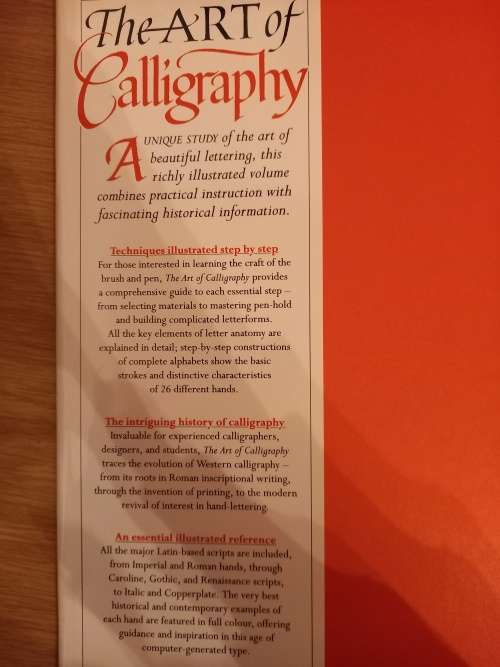 The ART of
Calligraphy
A UNIQUE STUDY of the art of
beautiful lettering, this
richly illustrated volume
combines practical instruction with
fascinating historical information.
Techniques illustrated step by step
For those interested in learning the craft of the
brush and pen, The Art of Calligraphy provides
a comprehensive guide to each essential step –
from selecting materials to mastering pen-hold
and building complicated letterforms.
All the key elements of letter anatomy are
explained in detail; step-by-step constructions
of complete alphabets show the basic
strokes and distinctive characteristics
of 26 different hands.
The intriguing history of calligraphy
Invaluable for experienced calligraphers,
designers, and students, The Art of Calligraphy
traces the evolution of Western calligraphy –
from its roots in Roman inscriptional writing,
through the invention of printing, to the modern
revival of interest in hand-lettering.
An essential illustrated reference
All the major Latin-based scripts are included,
from Imperial and Roman hands, through
Caroline, Gothic, and Renaissance scripts,
to Italic and Copperplate. The very best
historical and contemporary examples of
each hand are featured in full colour, offering
guidance and inspiration in this age of
computer-generated type.